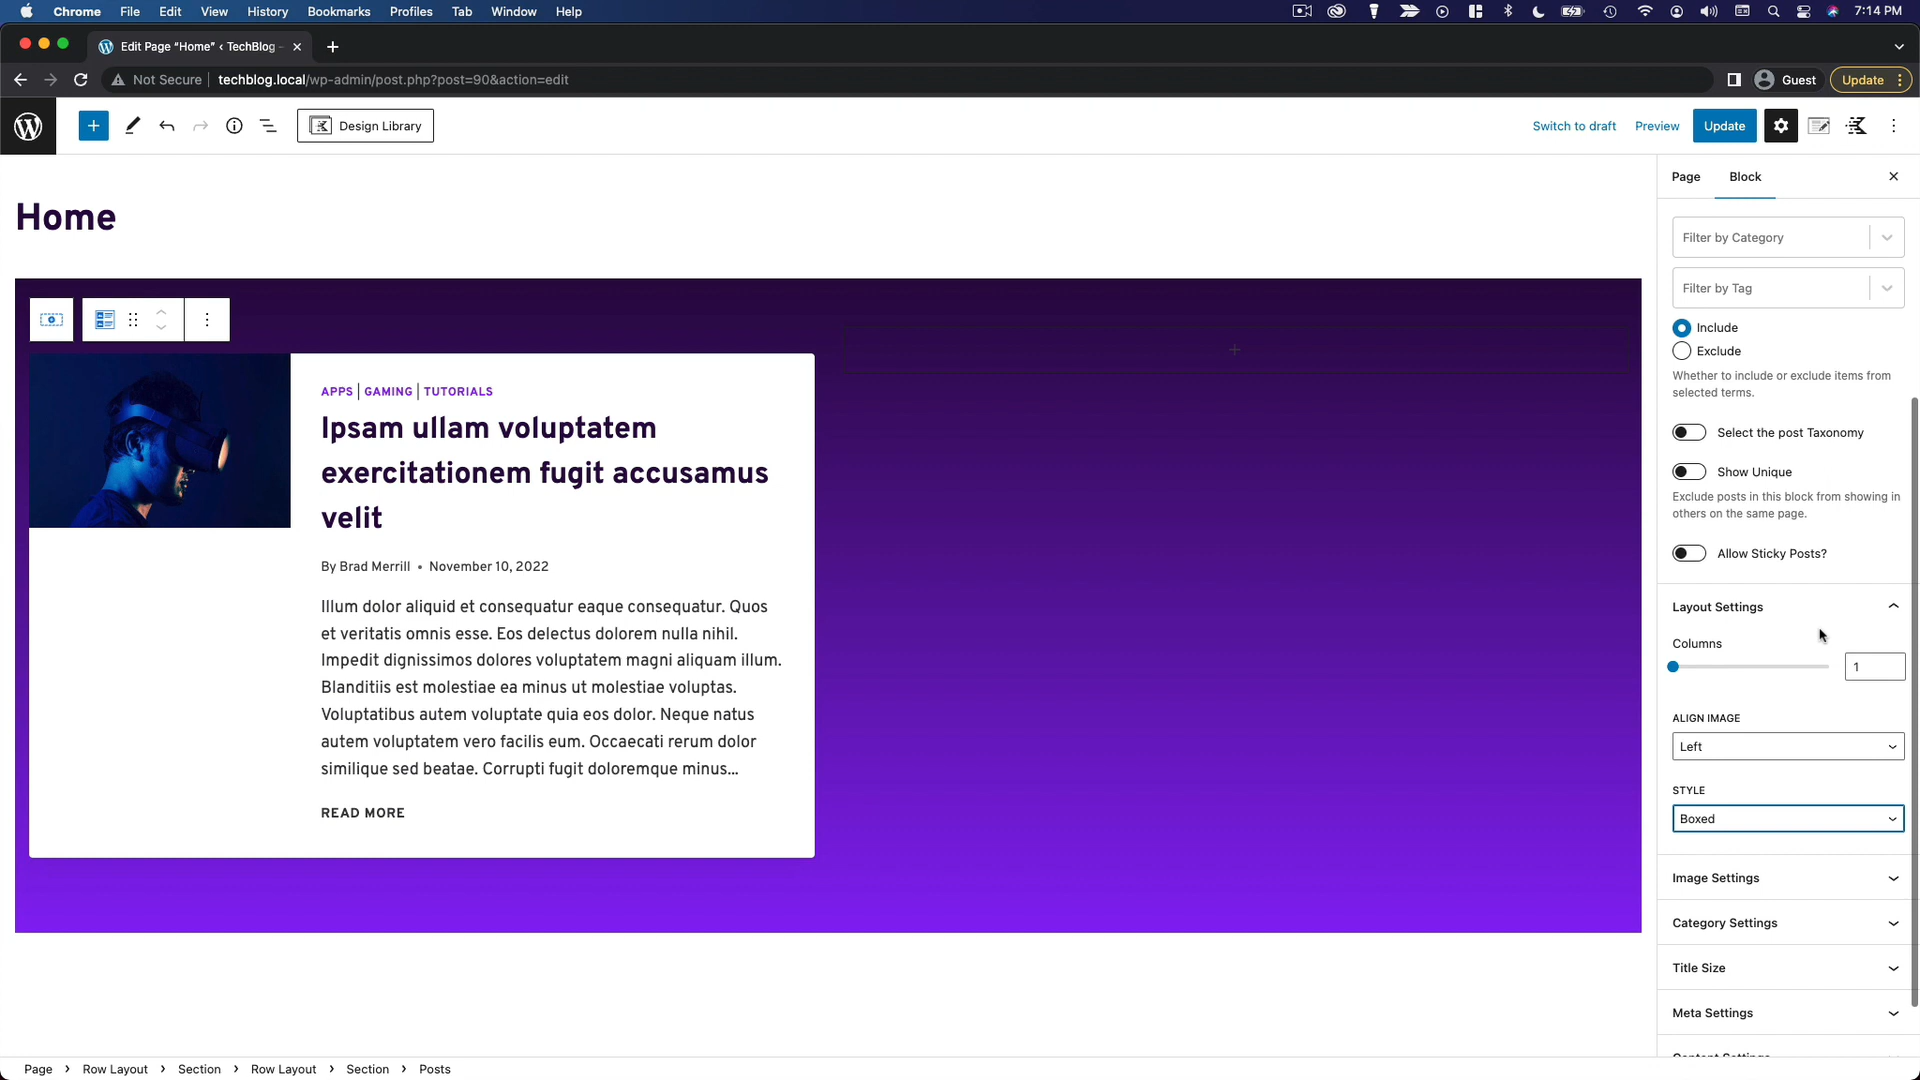 Chrome File Edit View History Bookmarks Profiles Tab Window Help 7:14 PM
Edit Page “Home” ‹ TechBlog -
Not Secure techblog.local/wp-admin/post.php?post=90&action=edit Guest Update
Design Library Switch to draft Preview Update
Page Block
Home
Filter by Category
Filter by Tag
Include
Exclude
Whether to include or exclude items from
selected terms.
Select the post Taxonomy
Show Unique
Exclude posts in this block from showing in
others on the same page.
Allow Sticky Posts?
Layout Settings
Columns
1
ALIGN IMAGE
Left
STYLE
Boxed
Image Settings
Category Settings
Title Size
Meta Settings
APPS | GAMING | TUTORIALS
Ipsam ullam voluptatem
exercitationem fugit accusamus
velit
By Brad Merrill • November 10, 2022
Illum dolor aliquid et consequatur eaque consequatur. Quos
et veritatis omnis esse. Eos delectus dolorem nulla nihil.
Impedit dignissimos dolores voluptatem magni aliquam illum.
Blanditiis est molestiae ea minus ut molestiae voluptas.
Voluptatibus autem voluptate quia eos dolor. Neque natus
autem voluptatem vero facilis eum. Occaecati rerum dolor
similique sed beatae. Corrupti fugit doloremque minus...
READ MORE
Page › Row Layout › Section › Row Layout › Section › Posts